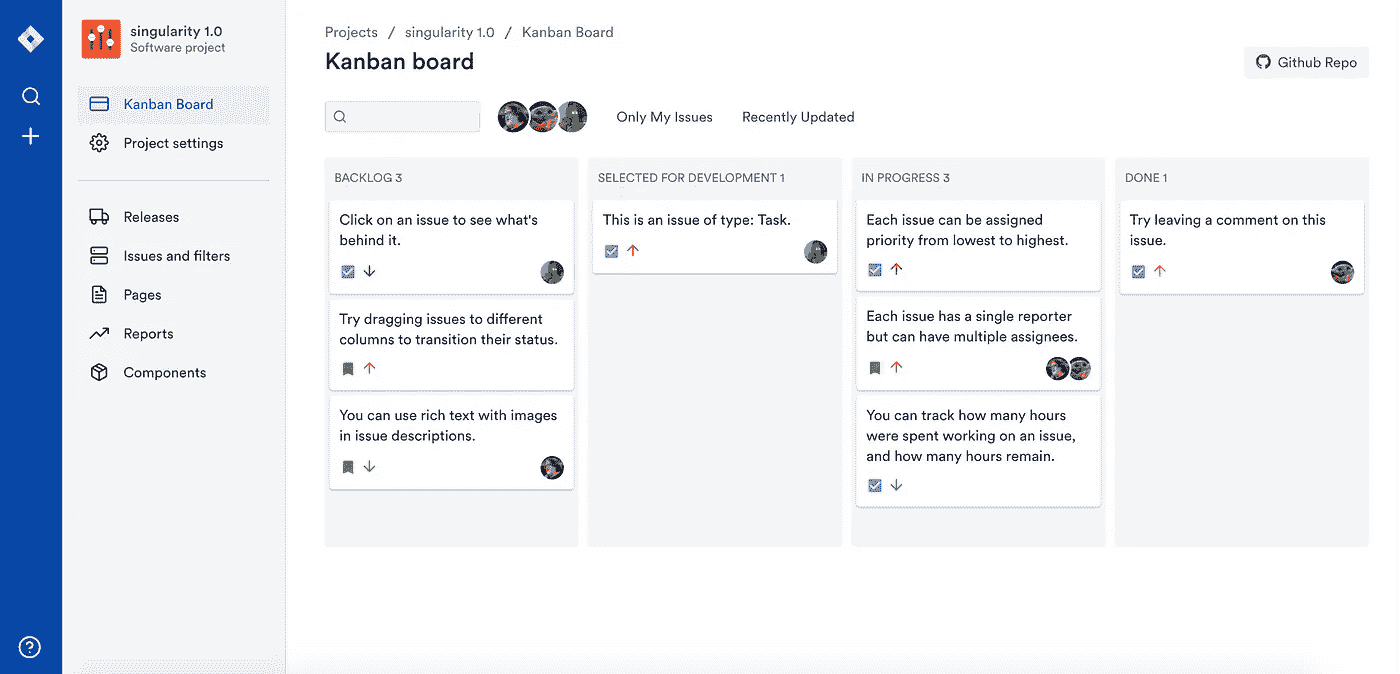 singularity 1.0
Software project
Kanban Board
Project settings
Releases
Issues and filters
Pages
Reports
Components
Projects / singularity 1.0 / Kanban Board
Kanban board
Github Repo
Only My Issues
Recently Updated
BACKLOG 3
Click on an issue to see what's
behind it.
Try dragging issues to different
columns to transition their status.
You can use rich text with images
in issue descriptions.
SELECTED FOR DEVELOPMENT 1
This is an issue of type: Task.
IN PROGRESS 3
Each issue can be assigned
priority from lowest to highest.
Each issue has a single reporter
but can have multiple assignees.
You can track how many hours
were spent working on an issue,
and how many hours remain.
DONE 1
Try leaving a comment on this
issue.